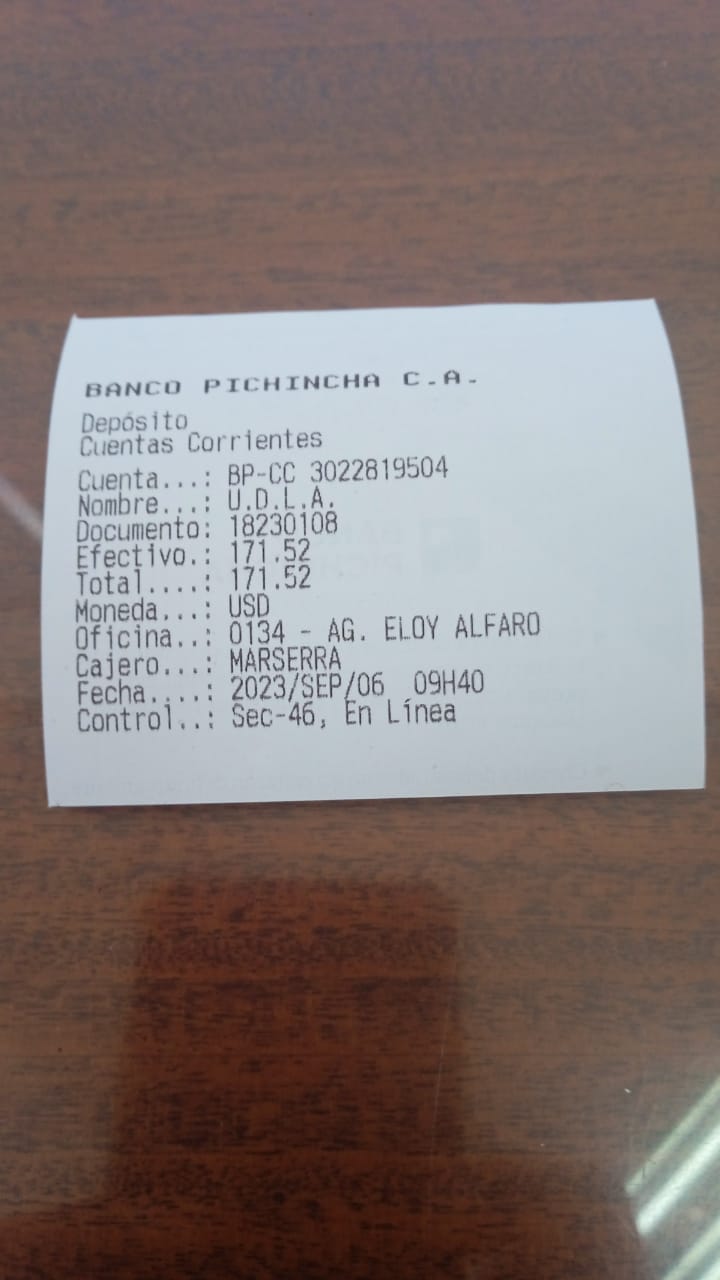 BANCO PICHINCHA C.A.
Depósito
Cuentas Corrientes
Cuenta...: BP-CC 3022819504
Nombre...: U.D.L.A.
Documento: 18230108
Efectivo.: 171.52
Total....: 171.52
Moneda...: USD
Oficina..: 0134 - AG. ELOY ALFARO
Cajero...: MARSERRA
Fecha....: 2023/SEP/06 09H40
Control..: Sec-46, En Línea